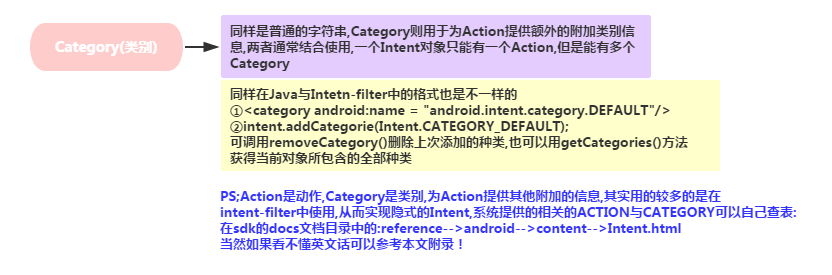 Category(类别)
同样是普通的字符串,Category则用于为Action提供额外的附加类别信
息,两者通常结合使用,一个Intent对象只能有一个Action,但是能有多个
Category
同样在Java与Intetn-filter中的格式也是不一样的
①<category android:name = "android.intent.category.DEFAULT"/>
②intent.addCategorie(Intent.CATEGORY_DEFAULT);
可调用removeCategory()删除上次添加的种类,也可以用getCategories()方法
获得当前对象所包含的全部种类
PS;Action是动作,Category是类别,为Action提供其他附加的信息,其实用的较多的是在
intent-filter中使用,从而实现隐式的Intent,系统提供的相关的ACTION与CATEGORY可以自己查表:
在sdk的docs文档目录中的:reference-->android-->content-->Intent.html
当然如果看不懂英文话可以参考本文附录！